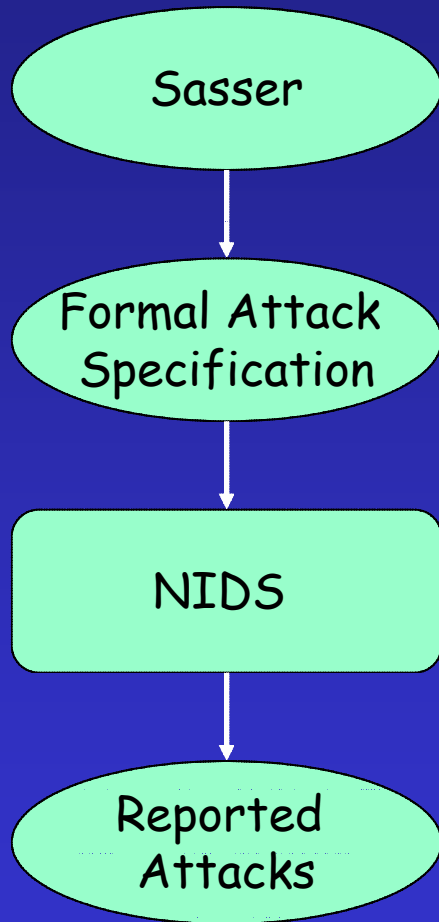 Sasser
Formal Attack
Specification
NIDS
Reported
Attacks